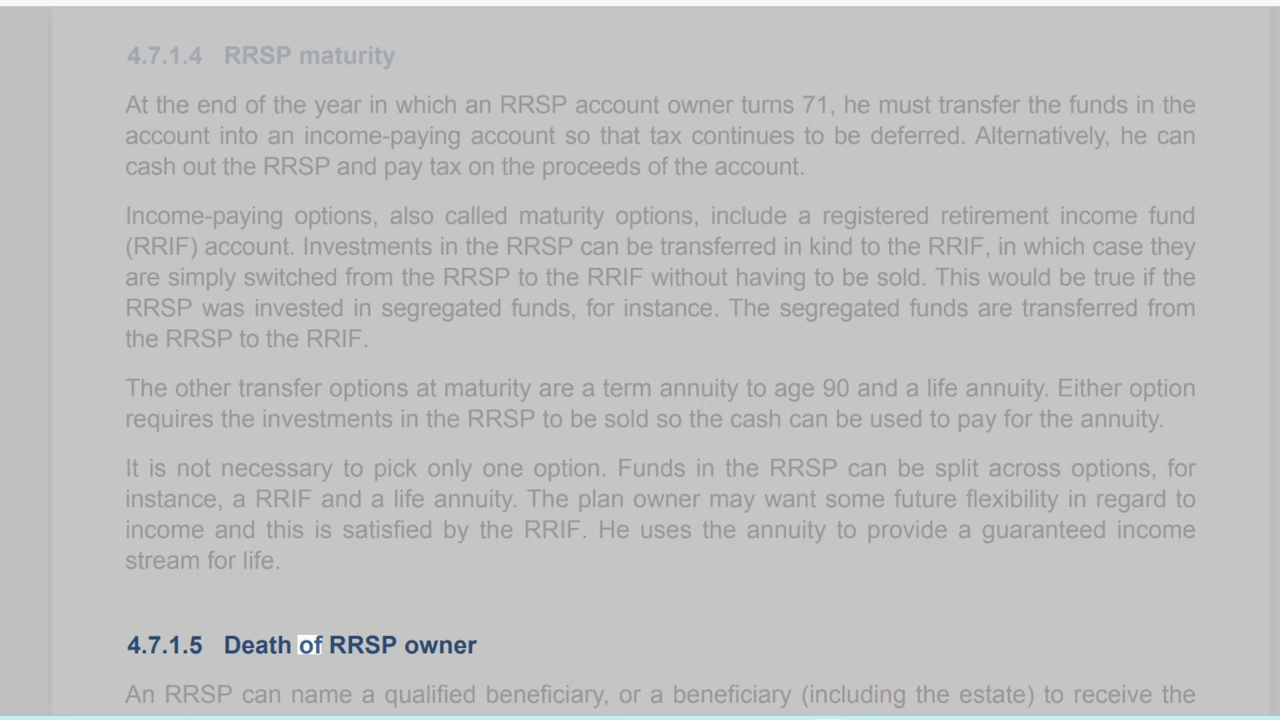 4.7.1.4 RRSP maturity
At the end of the year in which an RRSP account owner turns 71, he must transfer the funds in the
account into an income-paying account so that tax continues to be deferred. Alternatively, he can
cash out the RRSP and pay tax on the proceeds of the account.
Income-paying options, also called maturity options, include a registered retirement income fund
(RRIF) account. Investments in the RRSP can be transferred in kind to the RRIF, in which case they
are simply switched from the RRSP to the RRIF without having to be sold. This would be true if the
RRSP was invested in segregated funds, for instance. The segregated funds are transferred from
the RRSP to the RRIF.
The other transfer options at maturity are a term annuity to age 90 and a life annuity. Either option
requires the investments in the RRSP to be sold so the cash can be used to pay for the annuity.
It is not necessary to pick only one option. Funds in the RRSP can be split across options, for
instance, a RRIF and a life annuity. The plan owner may want some future flexibility in regard to
income and this is satisfied by the RRIF. He uses the annuity to provide a guaranteed income
stream for life.
4.7.1.5 Death of RRSP owner
An RRSP can name a qualified beneficiary, or a beneficiary (including the estate) to receive the